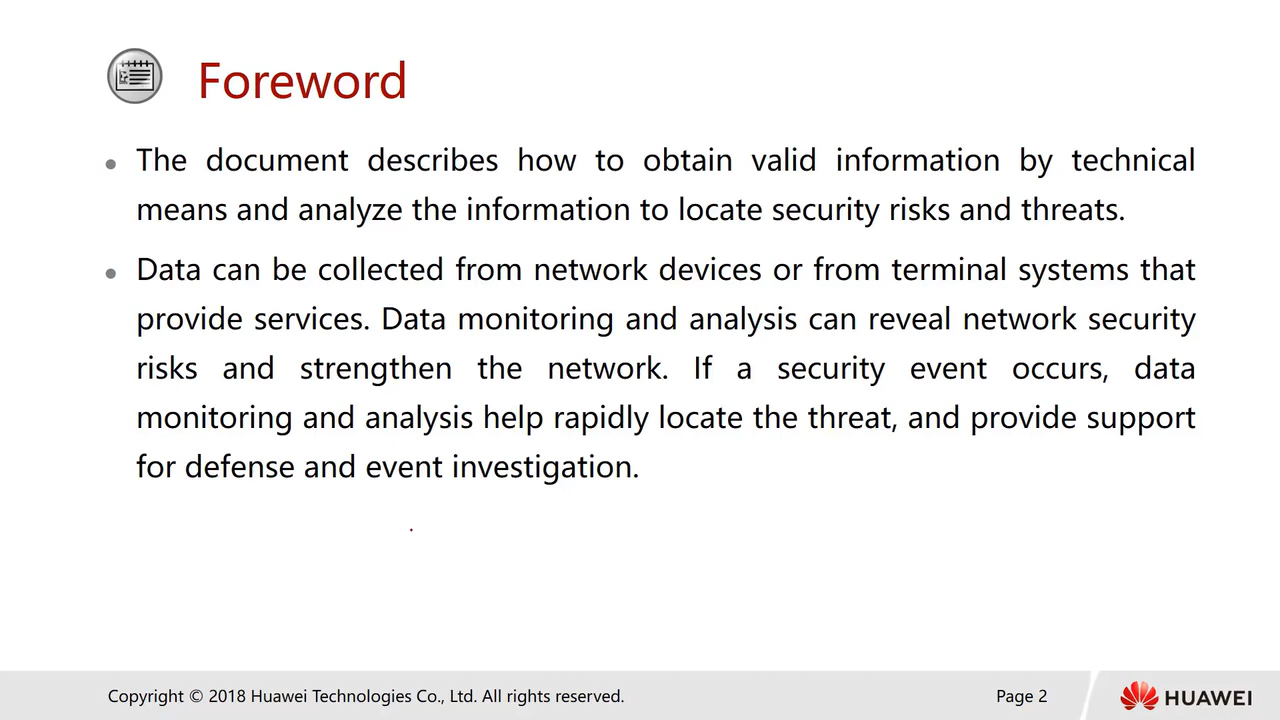 Foreword
The document describes how to obtain valid information by technical
means and analyze the information to locate security risks and threats.
Data can be collected from network devices or from terminal systems that
provide services. Data monitoring and analysis can reveal network security
risks and strengthen the network. If a security event occurs, data
monitoring and analysis help rapidly locate the threat, and provide support
for defense and event investigation.
Copyright © 2018 Huawei Technologies Co., Ltd. All rights reserved.
Page 2
HUAWEI